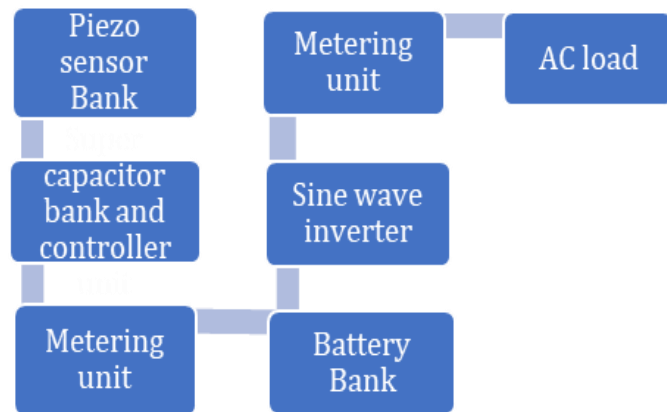 Piezo
sensor
Bank
capacitor
bank and
controller
Metering
unit
Battery
Bank
Sine wave
inverter
Metering
unit
AC load